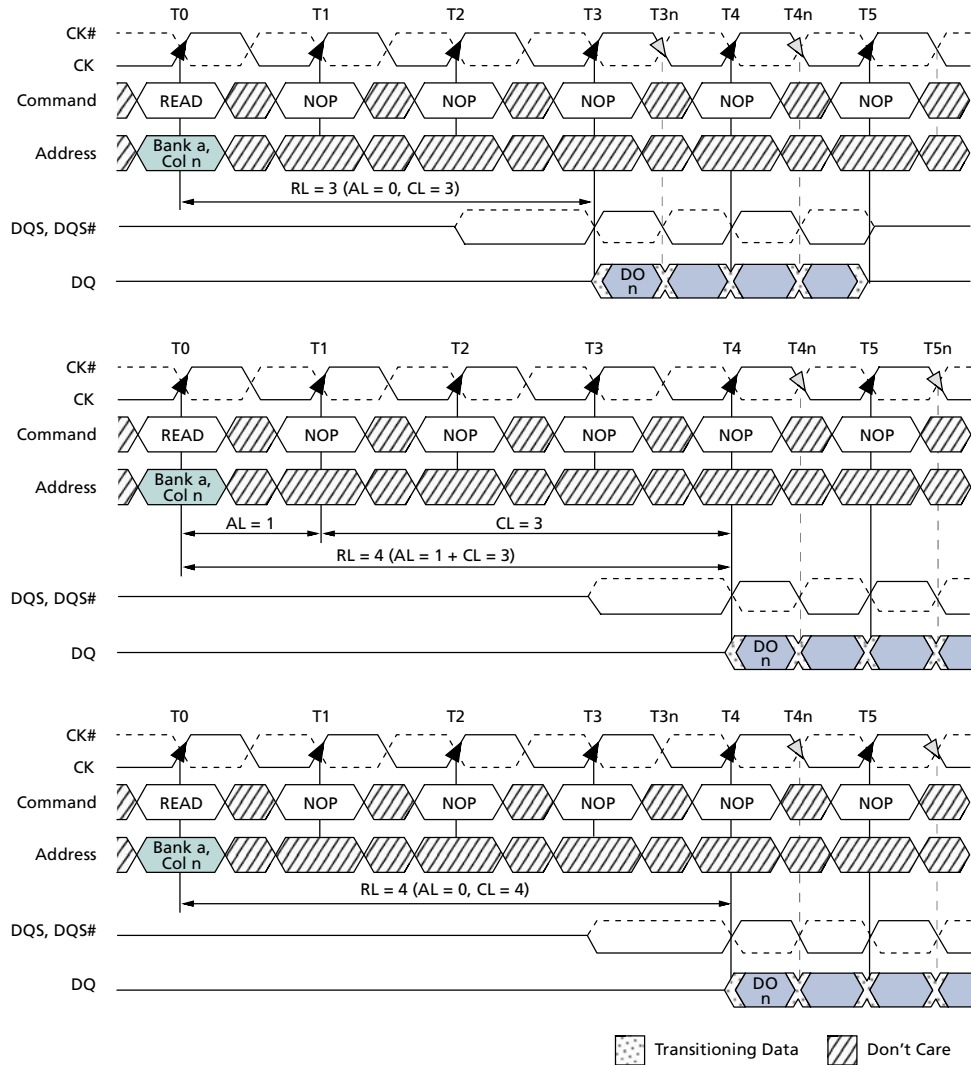 T0 T1 T2 T3 T3n T4 T4n T5
CK#
CK
Command READ NOP NOP NOP NOP NOP
Address Bank a,
Col n
RL = 3 (AL = 0, CL = 3)
DQS, DQS#
DQ DO
n
T0 T1 T2 T3 T4 T4n T5 T5n
CK#
CK
Command READ NOP NOP NOP NOP NOP
Address Bank a,
Col n
AL = 1 CL = 3
RL = 4 (AL = 1 + CL = 3)
DQS, DQS#
DQ DO
n
T0 T1 T2 T3 T3n T4 T4n T5
CK#
CK
Command READ NOP NOP NOP NOP NOP
Address Bank a,
Col n
RL = 4 (AL = 0, CL = 4)
DQS, DQS#
DQ DO
n
Transitioning Data Don't Care